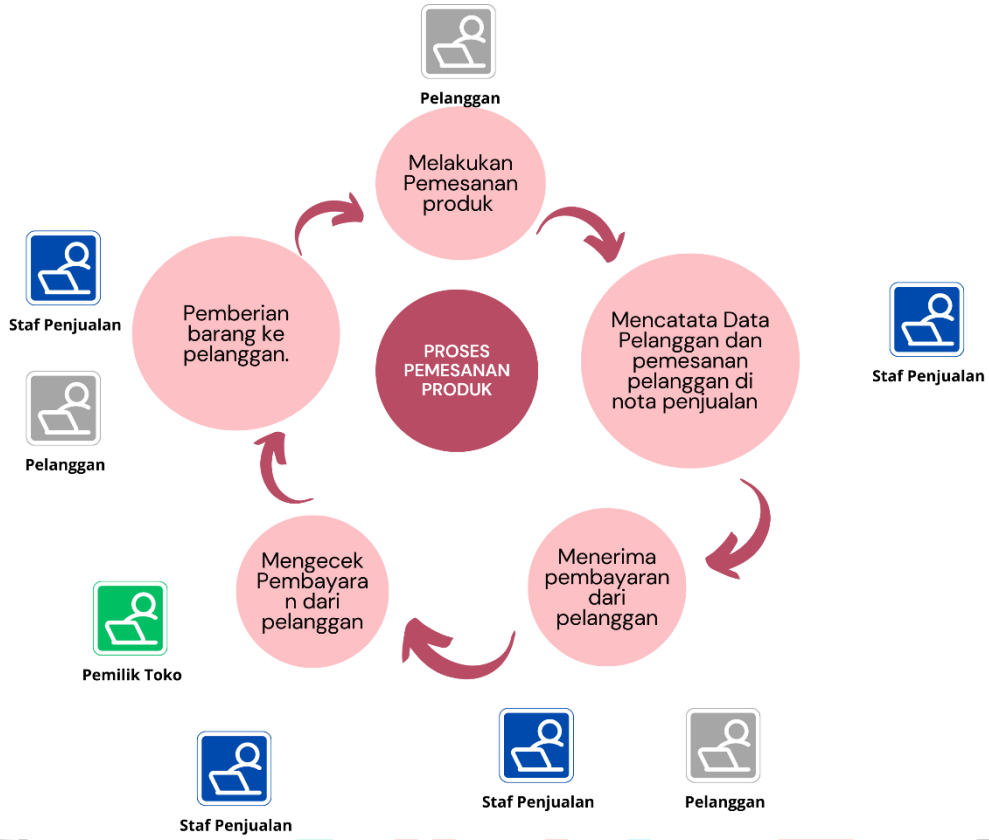 Pelanggan
Melakukan
Pemesanan
produk
Staf Penjualan
Pemberian
barang ke
pelanggan.
PROSES
PEMESANAN
PRODUK
Mencatata Data
Pelanggan dan
pemesanan
pelanggan di
nota penjualan
Staf Penjualan
Pelanggan
Mengecek
Pembayara
n dari
pelanggan
Menerima
pembayaran
dari
pelanggan
Pemilik Toko
Staf Penjualan
Staf Penjualan
Pelanggan